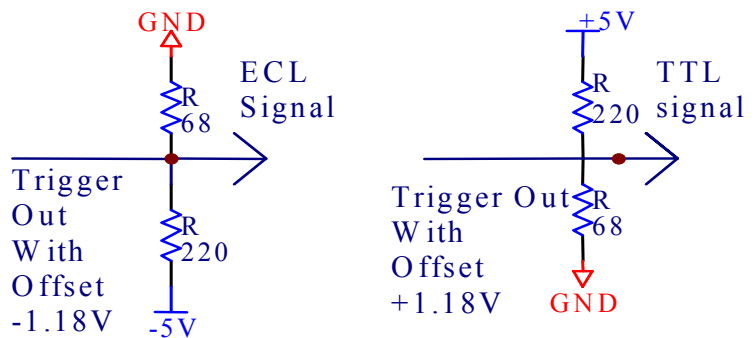 GND
R
68
ECL
Signal
Trigger
Out
With
Offset
-1.18V
R
220
-5V
+5V
R
220
TTL
signal
Trigger Out
With
Offset
+1.18V
R
68
GND